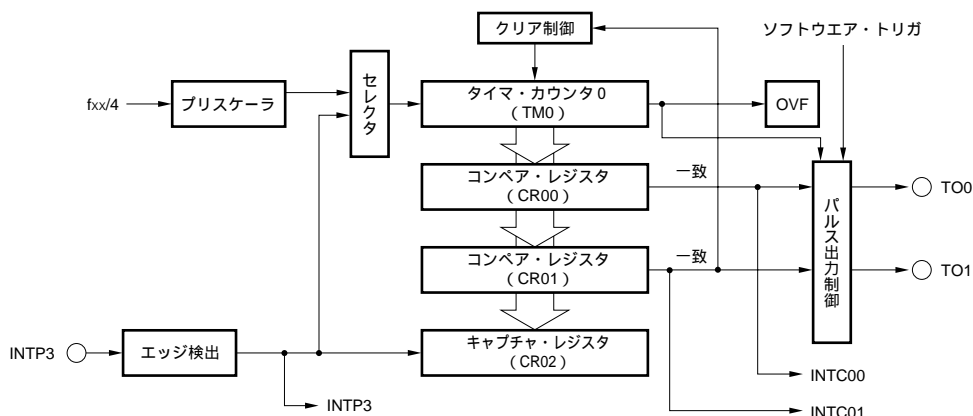 クリア制御
ソフトウエア・トリガ
fxx/4
プリスケーラ
セレクタ
タイマ・カウンタ0
(TM0)
OVF
コンペア・レジスタ
(CR00)
一致
TO0
コンペア・レジスタ
(CR01)
一致
パルス出力制御
TO1
INTP3
エッジ検出
キャプチャ・レジスタ
(CR02)
INTC00
INTP3
INTC01